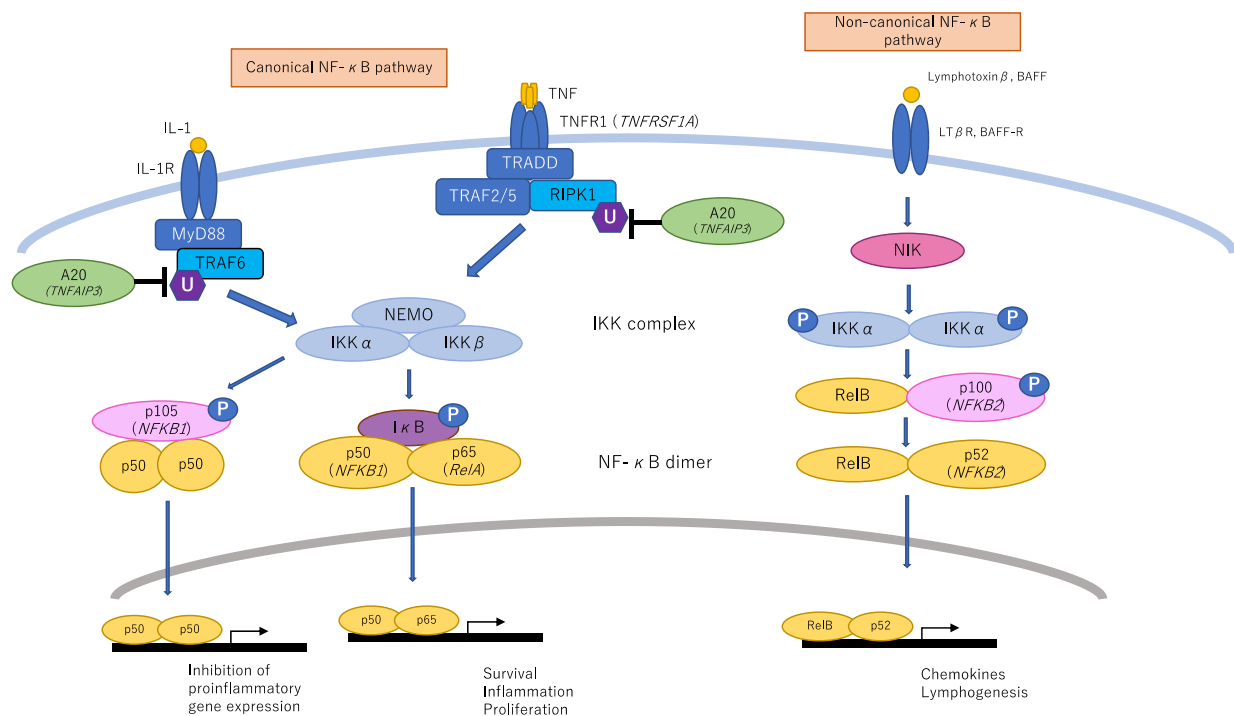 Canonical NF-κB pathway
Non-canonical NF-κB
pathway
IL-1
IL-1R
MyD88
TRAF6
U
A20
(TNFAIP3)
TNF
TNFR1 (TNFRSF1A)
TRADD
TRAF2/5
RIPK1
U
A20
(TNFAIP3)
Lymphotoxin β, BAFF
LTβR, BAFF-R
NIK
NEMO
IKKα
IKKβ
IKK complex
P
IKKα
IKKα
P
p105
(NFKB1)
P
p50
p50
IκB
P
p50
(NFKB1)
p65
(RelA)
NF-κB dimer
RelB
p100
(NFKB2)
P
RelB
p52
(NFKB2)
p50
p50
Inhibition of
proinflammatory
gene expression
p50
p65
Survival
Inflammation
Proliferation
RelB
p52
Chemokines
Lymphogenesis